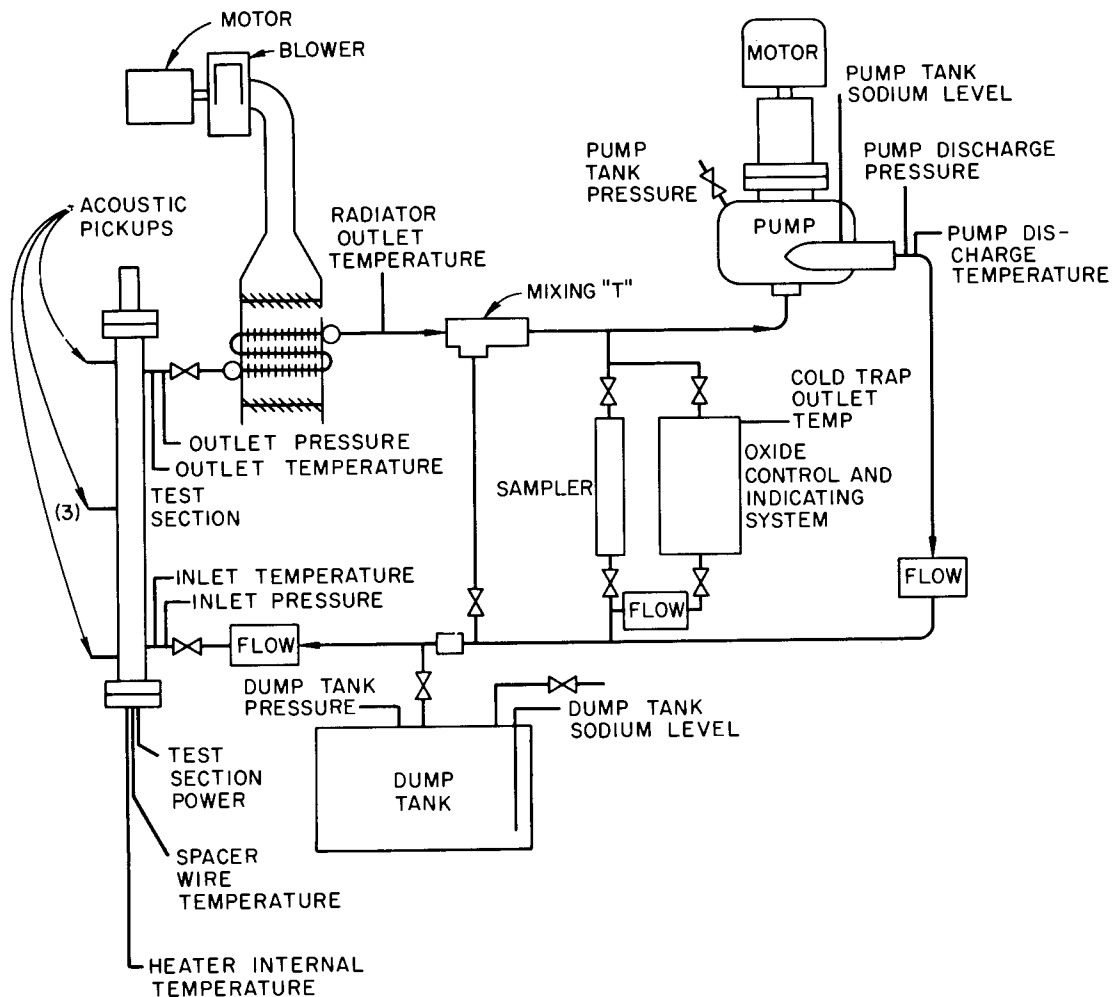 MOTOR
BLOWER
MOTOR
PUMP TANK
SODIUM LEVEL
PUMP
TANK
PRESSURE
PUMP DISCHARGE
PRESSURE
ACOUSTIC
PICKUPS
RADIATOR
OUTLET
TEMPERATURE
PUMP
PUMP DIS-
CHARGE
TEMPERATURE
MIXING "T"
COLD TRAP
OUTLET
TEMP
OUTLET PRESSURE
OUTLET TEMPERATURE
TEST
SECTION
(3)
SAMPLER
OXIDE
CONTROL AND
INDICATING
SYSTEM
INLET TEMPERATURE
INLET PRESSURE
FLOW
FLOW
FLOW
DUMP TANK
PRESSURE
DUMP TANK
SODIUM LEVEL
TEST
SECTION
POWER
DUMP
TANK
SPACER
WIRE
TEMPERATURE
HEATER INTERNAL
TEMPERATURE